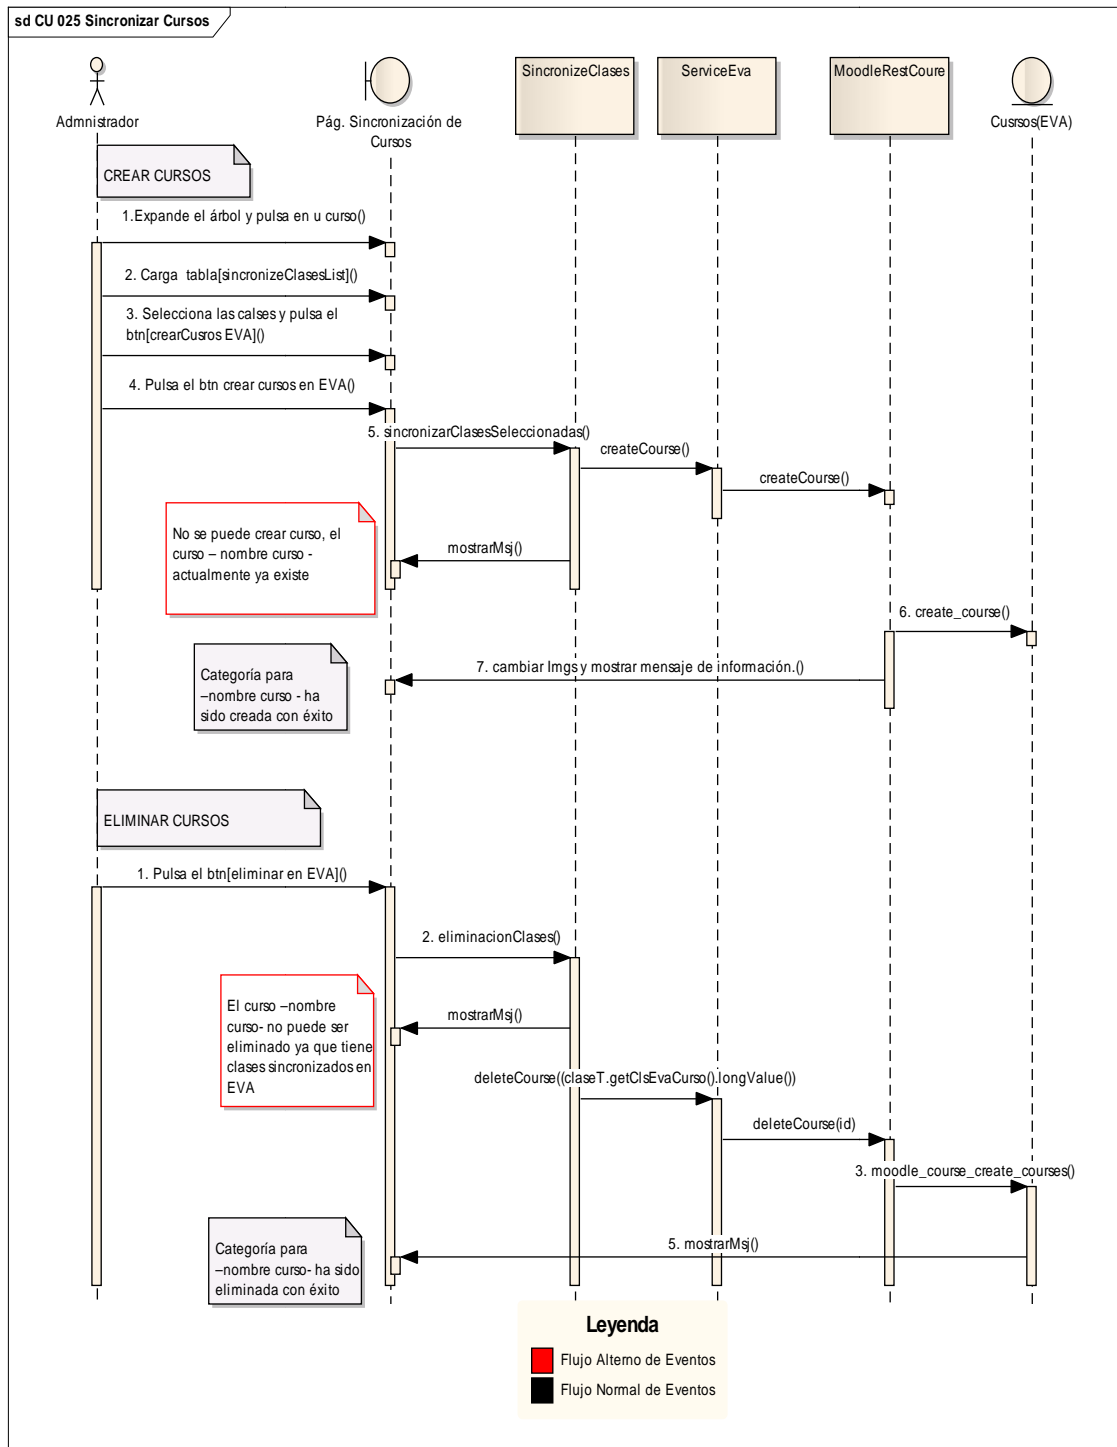 sd CU 025 Sincronizar Cursos
Admnistrador
Pág. Sincronización de
Cursos
SincronizeClases
ServiceEva
MoodleRestCoure
Cusrsos(EVA)
CREAR CURSOS
1.Expande el árbol y pulsa en u curso()
2. Carga  tabla[sincronizeClasesList]()
3. Selecciona las calses y pulsa el
btn[crearCusros EVA]()
4. Pulsa el btn crear cursos en EVA()
5. sincronizarClasesSeleccionadas()
createCourse()
createCourse()
No se puede crear curso, el
curso – nombre curso -
actualmente ya existe
mostrarMsj()
6. create_course()
7. cambiar Imgs y mostrar mensaje de información.()
Categoría para
–nombre curso - ha
sido creada con éxito
ELIMINAR CURSOS
1. Pulsa el btn[eliminar en EVA]()
2. eliminacionClases()
El curso –nombre
curso- no puede ser
eliminado ya que tiene
clases sincronizados en
EVA
mostrarMsj()
deleteCourse((claseT.getClsEvaCurso().longValue())
deleteCourse(id)
3. moodle_course_create_courses()
5. mostrarMsj()
Categoría para
–nombre curso- ha sido
eliminada con éxito
Leyenda
Flujo Alterno de Eventos
Flujo Normal de Eventos